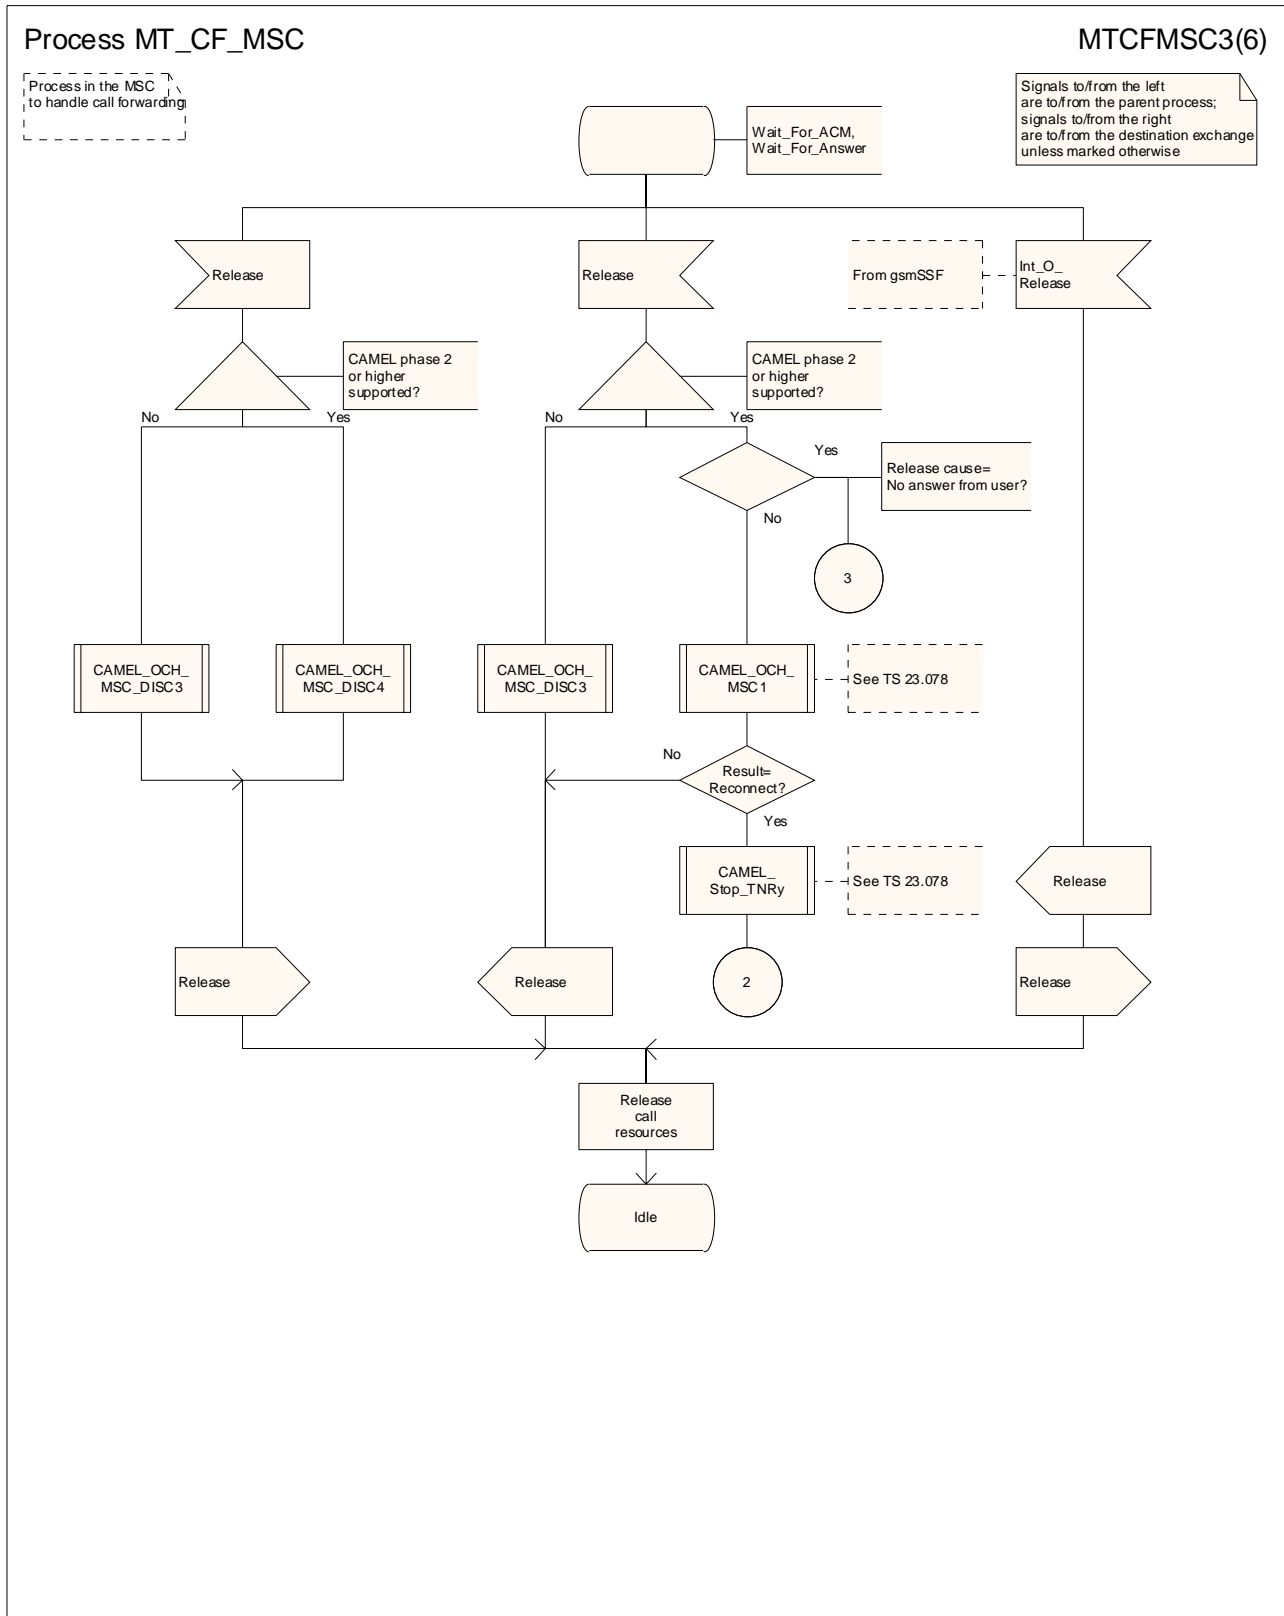 Process MT_CF_MSC
MTCFMSC3(6)
Process in the MSC
to handle call forwarding
Signals to/from the left
are to/from the parent process;
signals to/from the right
are to/from the destination exchange
unless marked otherwise
Wait_For_ACM,
Wait_For_Answer
Release
Release
From gsmSSF
Int_O_
Release
CAMEL phase 2
or higher
supported?
CAMEL phase 2
or higher
supported?
No
Yes
No
Yes
Yes
Release cause=
No answer from user?
No
3
CAMEL_OCH_
MSC_DISC3
CAMEL_OCH_
MSC_DISC4
CAMEL_OCH_
MSC_DISC3
CAMEL_OCH_
MSC1
See TS 23.078
No
Result=
Reconnect?
Yes
CAMEL_
Stop_TNRy
See TS 23.078
Release
Release
Release
2
Release
Release
call
resources
Idle